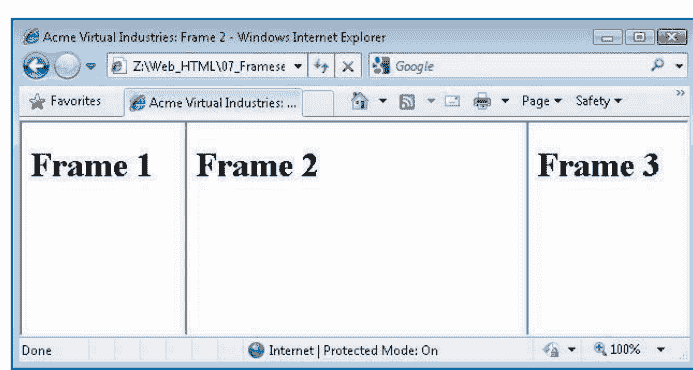 Acme Virtual Industries: Frame 2 - Windows Internet Explorer
Z:\Web_HTML\07_Framese Google
Favorites Acme Virtual Industries: ... Page Safety »
Frame 1 Frame 2 Frame 3
Done Internet | Protected Mode: On 100%